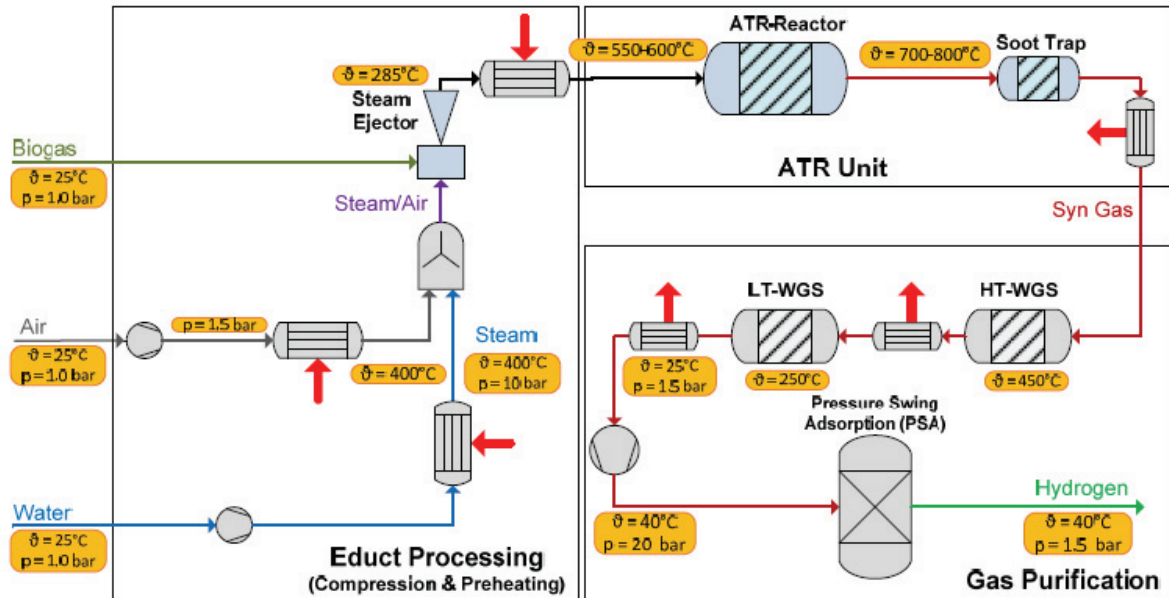 ATR-Reactor
ϑ = 550-600°C
ϑ = 700-800°C
Soot Trap
ϑ = 285°C
Steam
Ejector
Biogas
ϑ = 25°C
p = 1.0 bar
ATR Unit
Steam/Air
Syn Gas
LT-WGS
HT-WGS
Air
p = 1.5 bar
Steam
ϑ = 25°C
p = 1.0 bar
ϑ = 400°C
ϑ = 400°C
p = 10 bar
ϑ = 25°C
p = 1.5 bar
ϑ = 250°C
ϑ = 450°C
Pressure Swing
Adsorption (PSA)
Water
Hydrogen
ϑ = 25°C
p = 1.0 bar
Educt Processing
(Compression & Preheating)
ϑ = 40°C
p = 20 bar
ϑ = 40°C
p = 1.5 bar
Gas Purification